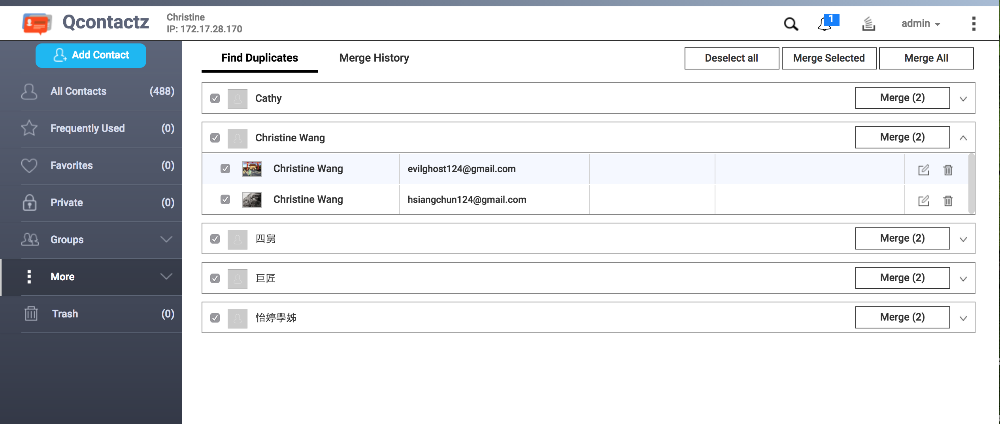 Qcontactz
Christine
IP: 172.17.28.170
1
admin
Add Contact
All Contacts (488)
Frequently Used (0)
Favorites (0)
Private (0)
Groups
More
Trash (0)
Find Duplicates Merge History Deselect all Merge Selected Merge All
Cathy Merge (2)
Christine Wang Merge (2)
Christine Wang evilghost124@gmail.com
Christine Wang hsiangchun124@gmail.com
四舅 Merge (2)
巨匠 Merge (2)
怡婷學姊 Merge (2)